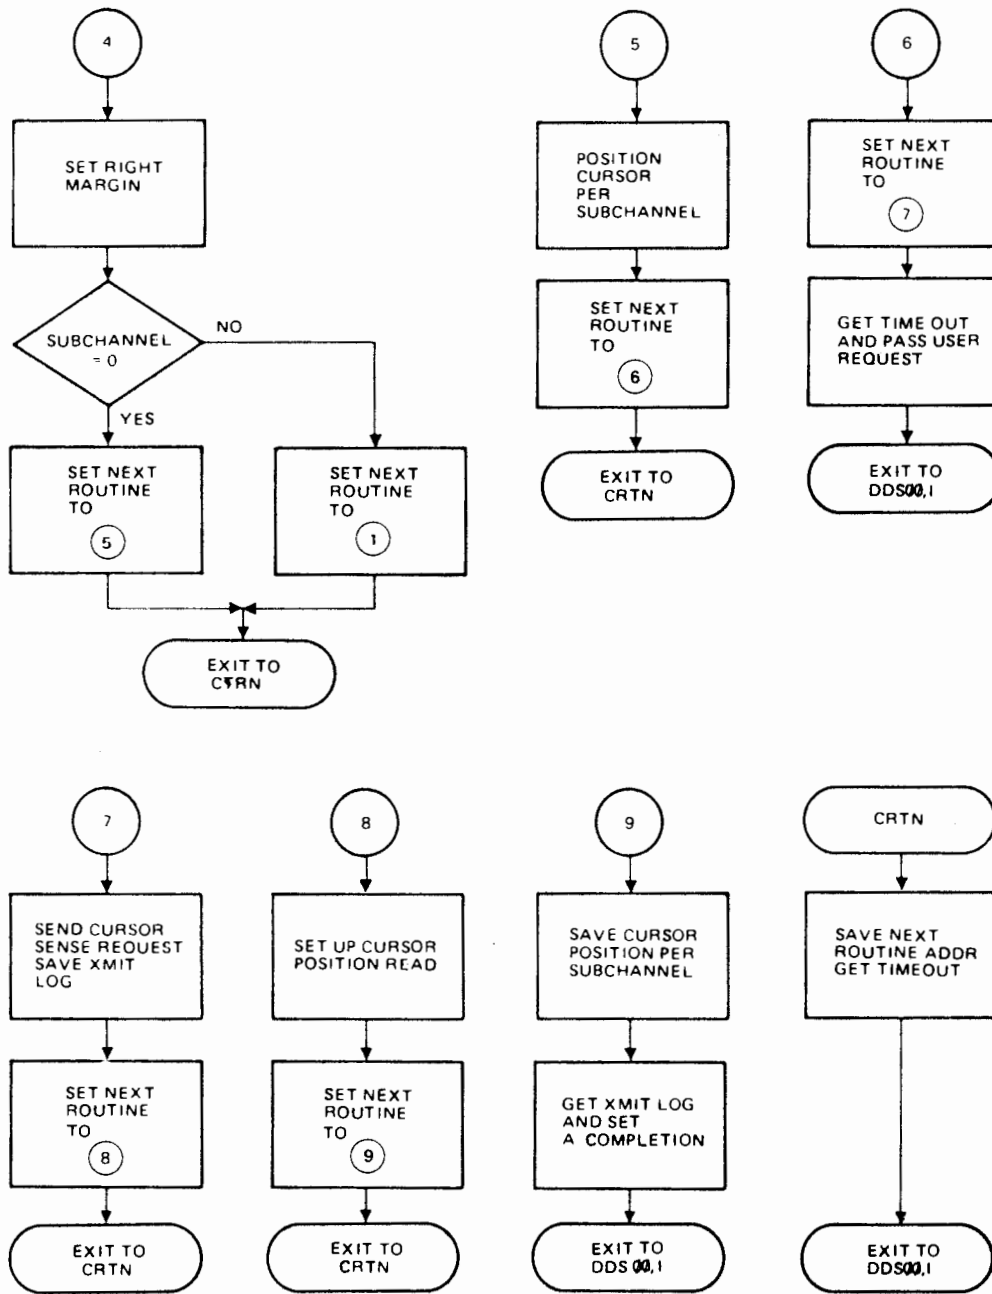 4
SET RIGHT
MARGIN
SUBCHANNEL
= 0
NO
YES
SET NEXT
ROUTINE
TO
5
SET NEXT
ROUTINE
TO
1
EXIT TO
5
POSITION
CURSOR
PER
SUBCHANNEL
SET NEXT
ROUTINE
TO
6
EXIT TO
CRTN
6
SET NEXT
ROUTINE
TO
7
GET TIME OUT
AND PASS USER
REQUEST
EXIT TO
DDS00,I
7
SEND CURSOR
SENSE REQUEST
SAVE XMIT
LOG
SET NEXT
ROUTINE
TO
8
EXIT TO
CRTN
8
SET UP CURSOR
POSITION READ
SET NEXT
ROUTINE
TO
9
EXIT TO
CRTN
9
SAVE CURSOR
POSITION PER
SUBCHANNEL
GET XMIT LOG
AND SET
A COMPLETION
EXIT TO
DDS00,I
CRTN
SAVE NEXT
ROUTINE ADDR
GET TIMEOUT
EXIT TO
DDS00,I